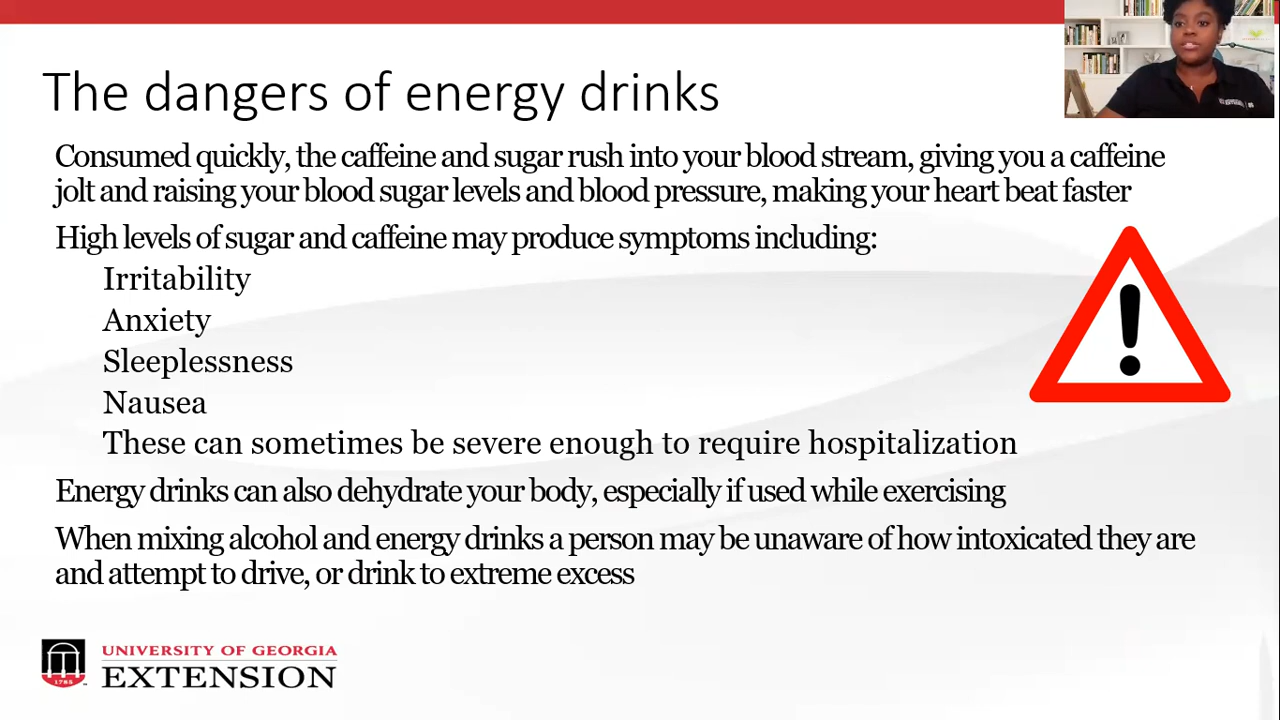 The dangers of energy drinks
Consumed quickly, the caffeine and sugar rush into your blood stream, giving you a caffeine
jolt and raising your blood sugar levels and blood pressure, making your heart beat faster
High levels of sugar and caffeine may produce symptoms including:
Irritability
Anxiety
Sleeplessness
Nausea
These can sometimes be severe enough to require hospitalization
Energy drinks can also dehydrate your body, especially if used while exercising
When mixing alcohol and energy drinks a person may be unaware of how intoxicated they are
and attempt to drive, or drink to extreme excess
1785
UNIVERSITY OF GEORGIA
EXTENSION